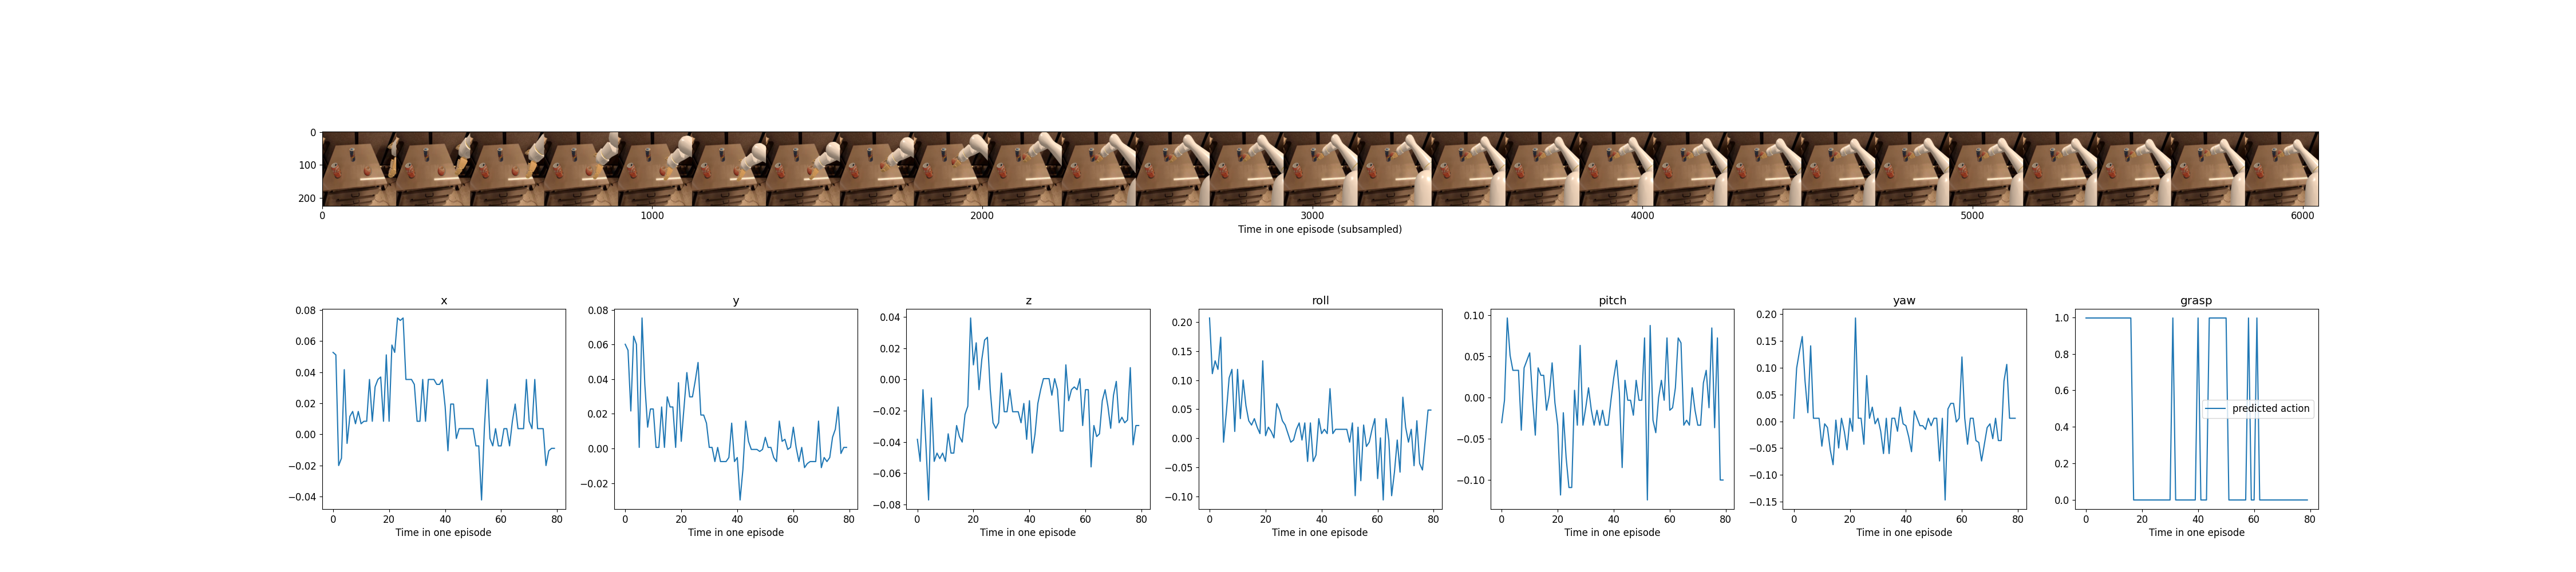 0
100
200
0 1000 2000 3000 4000 5000 6000
Time in one episode (subsampled)
x
0.08
0.06
0.04
0.02
0.00
−0.02
−0.04
0 20 40 60 80
Time in one episode
y
0.08
0.06
0.04
0.02
0.00
−0.02
0 20 40 60 80
Time in one episode
z
0.04
0.02
0.00
−0.02
−0.04
−0.06
−0.08
0 20 40 60 80
Time in one episode
roll
0.20
0.15
0.10
0.05
0.00
−0.05
−0.10
0 20 40 60 80
Time in one episode
pitch
0.10
0.05
0.00
−0.05
−0.10
0 20 40 60 80
Time in one episode
yaw
0.20
0.15
0.10
0.05
0.00
−0.05
−0.10
−0.15
0 20 40 60 80
Time in one episode
grasp
1.0
0.8
0.6
0.4
0.2
0.0
predicted action
0 20 40 60 80
Time in one episode